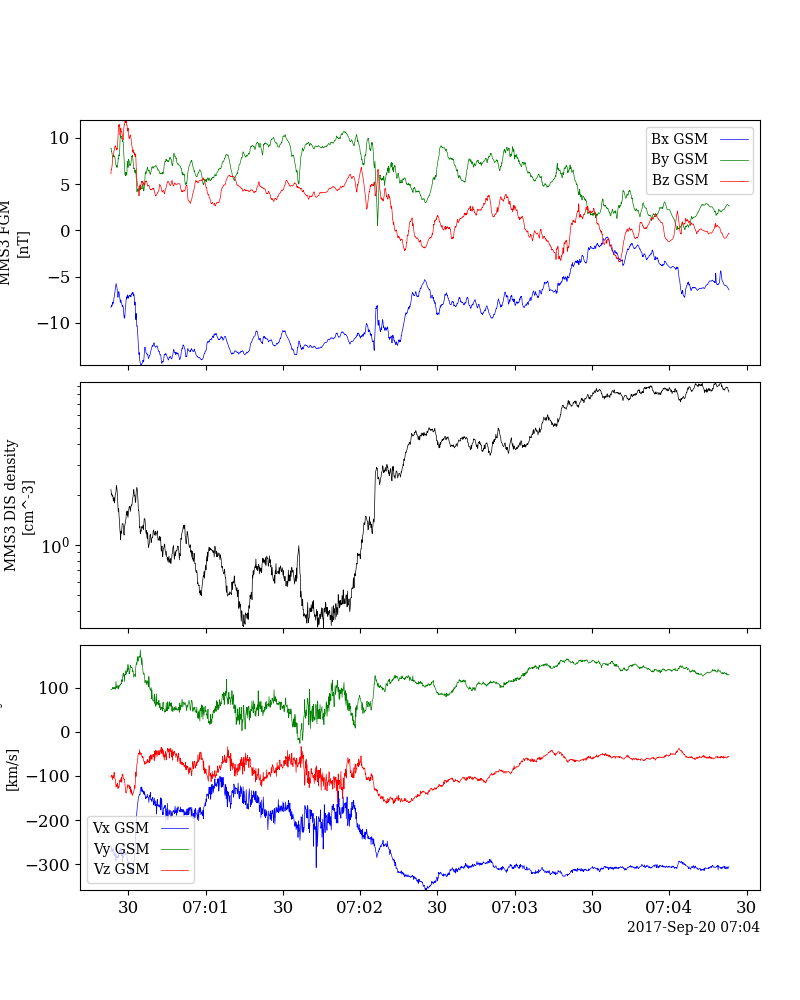 10
5
0
−5
−10
MMS3 FGM
[nT]
Bx GSM
By GSM
Bz GSM
10^0
MMS3 DIS density
[cm^-3]
100
0
−100
−200
−300
[km/s]
Vx GSM
Vy GSM
Vz GSM
30 07:01 30 07:02 30 07:03 30 07:04 30
2017-Sep-20 07:04